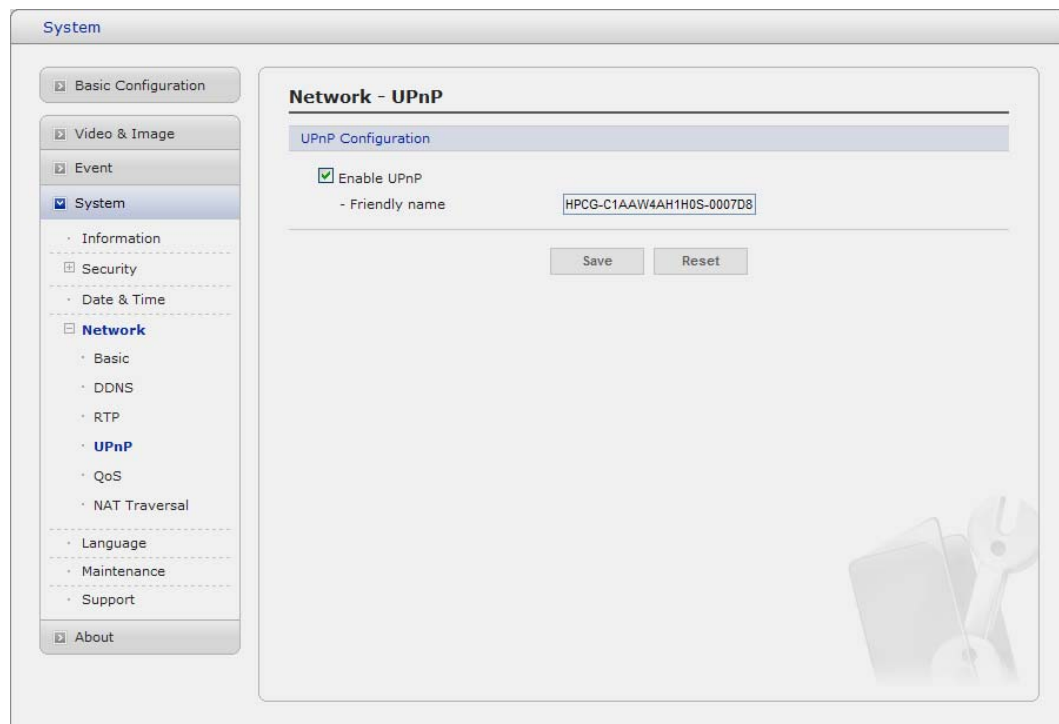 System
Basic Configuration
Video & Image
Event
System
Information
Security
Date & Time
Network
Basic
DDNS
RTP
UPnP
QoS
NAT Traversal
Language
Maintenance
Support
About
Network - UPnP
UPnP Configuration
Enable UPnP
- Friendly name HPCG-C1AAW4AH1H0S-0007D8
Save Reset